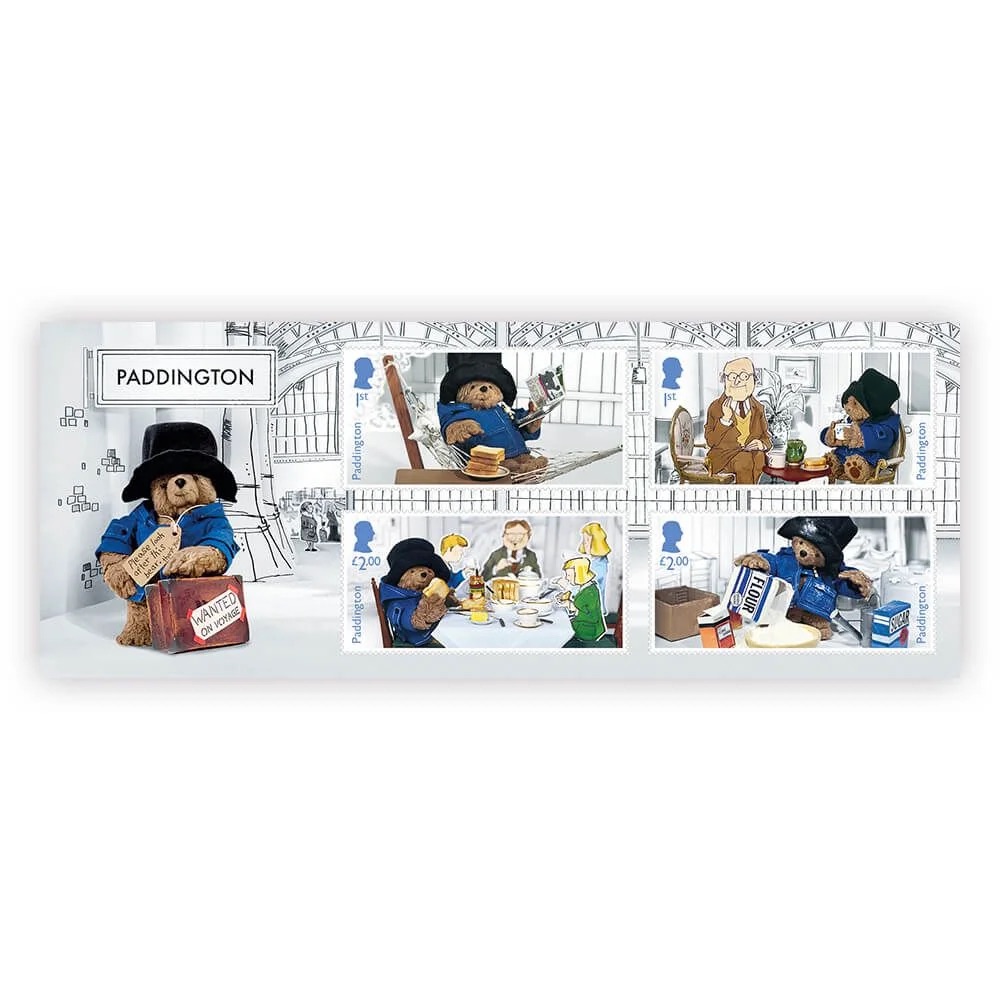 PADDINGTON
Please look
after this
bear.
WANTED
ON VOYAGE
1st
Paddington
1st
Paddington
£2.00
Paddington
£2.00
Paddington
FLOUR
SUGAR